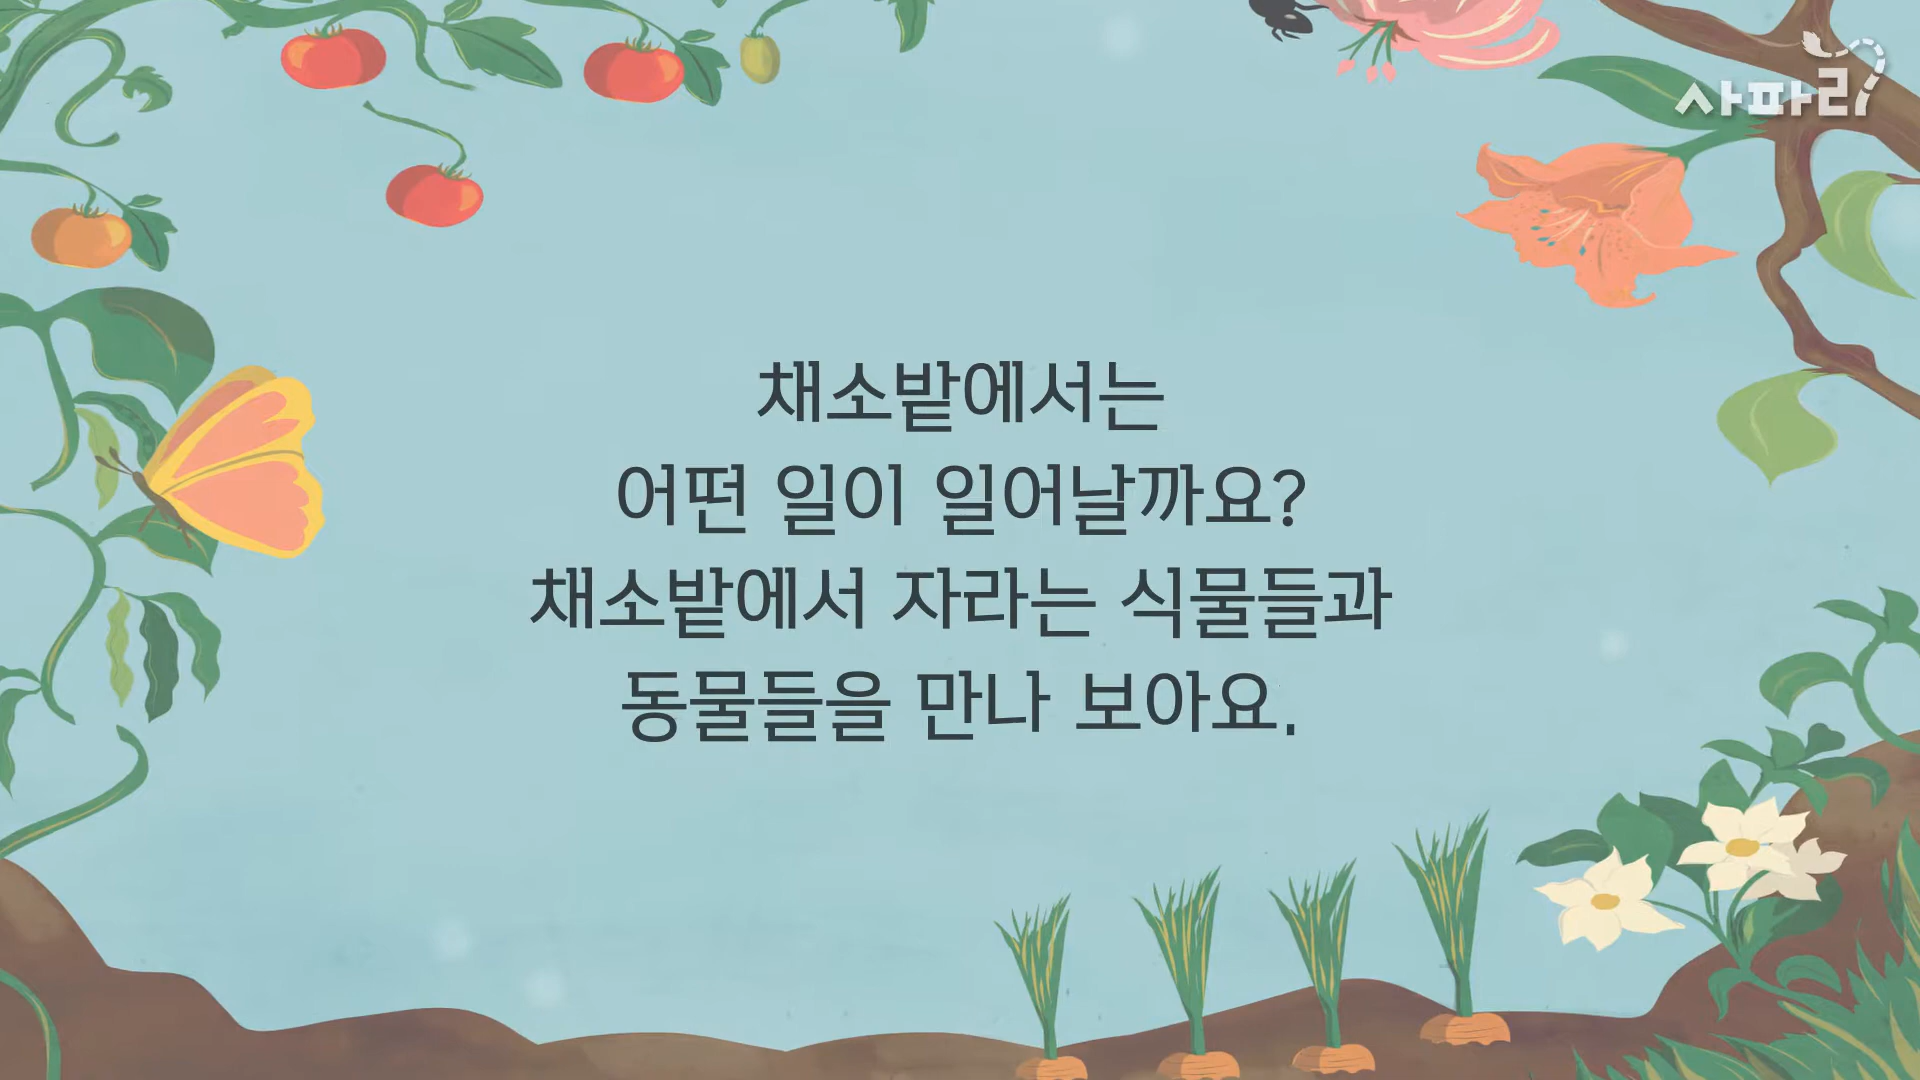 사파리
채소밭에서는
어떤 일이 일어날까요?
채소밭에서 자라는 식물들과
동물들을 만나 보아요.